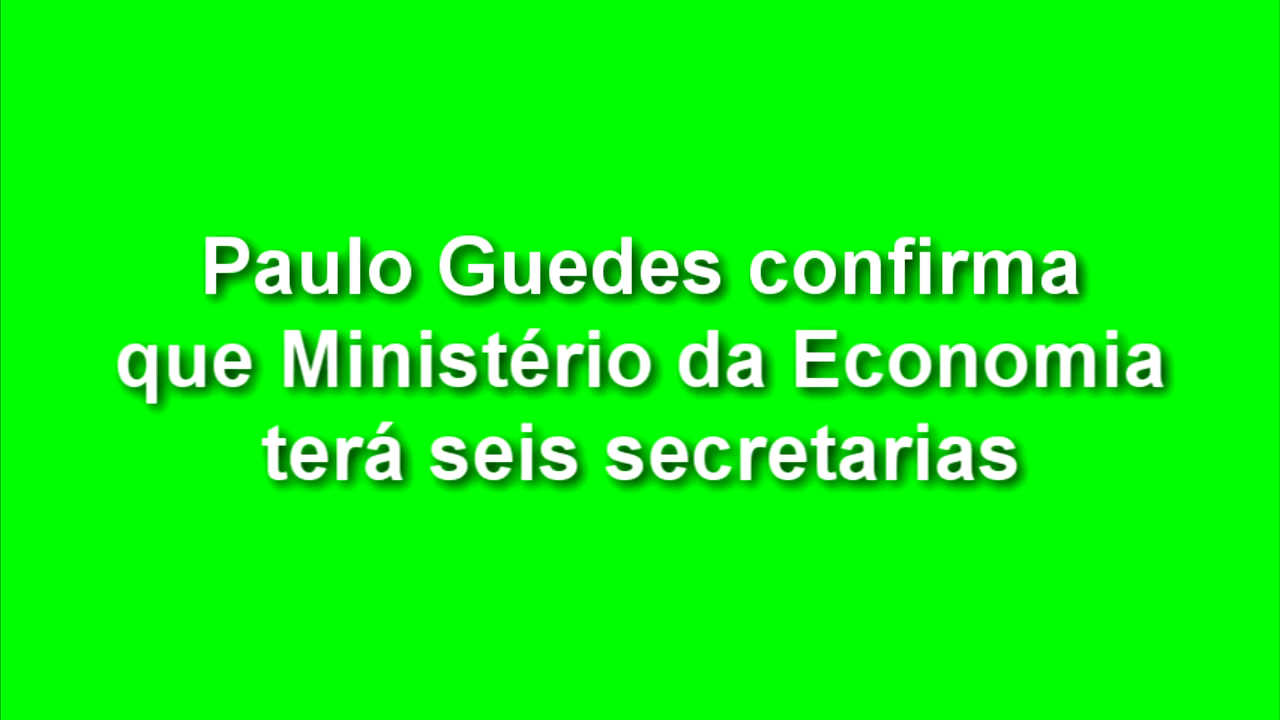 Paulo Guedes confirma
que Ministério da Economia
terá seis secretarias